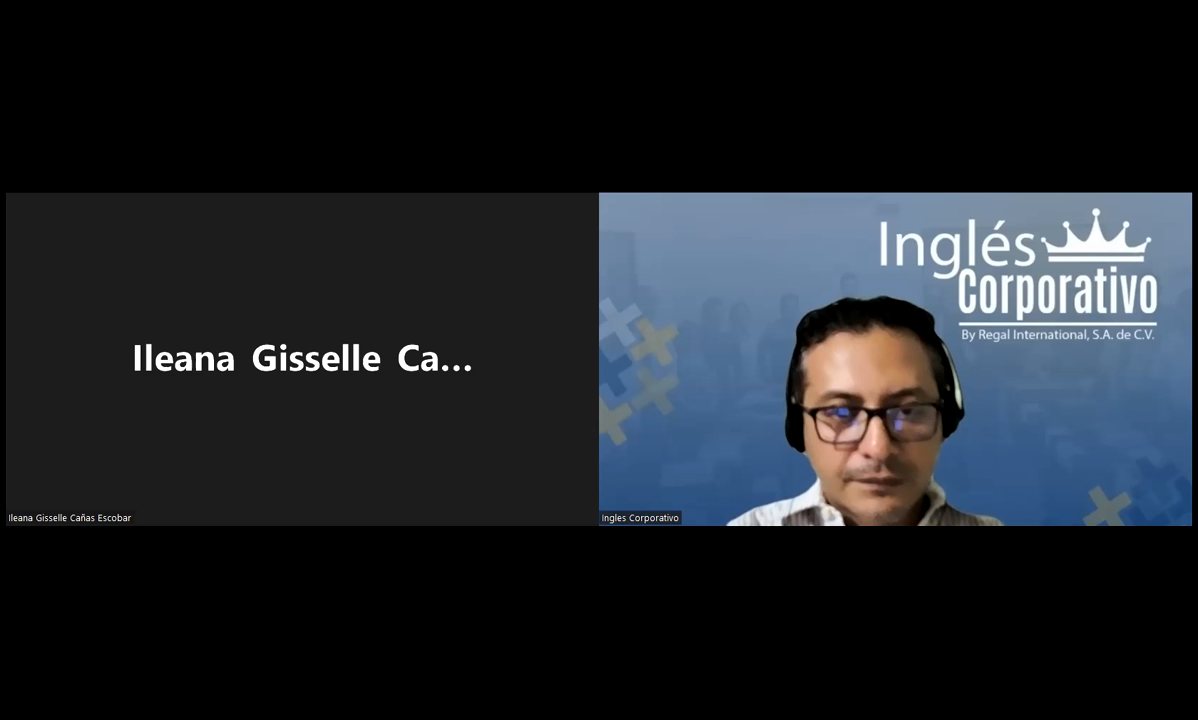 Ileana Gisselle Ca...
Ileana Gisselle Cañas Escobar
Inglés
Corporativo
By Regal International, S.A. de C.V.
Ingles Corporativo